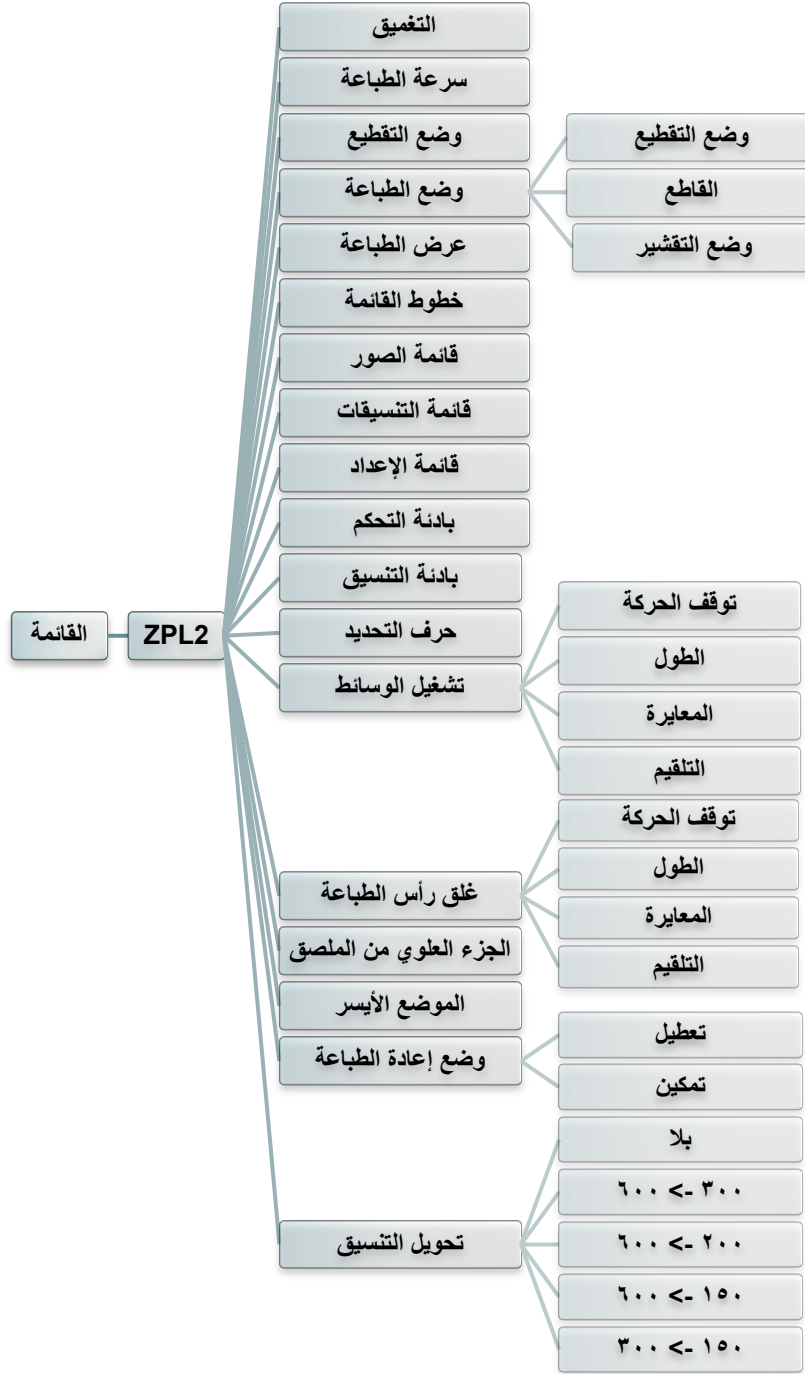 القائمة
ZPL2
التغميق
سرعة الطباعة
وضع التقطيع
وضع الطباعة
وضع التقطيع
القاطع
وضع التقشير
عرض الطباعة
خطوط القائمة
قائمة الصور
قائمة التنسيقات
قائمة الإعداد
بادئة التحكم
بادئة التنسيق
حرف التحديد
تشغيل الوسائط
توقف الحركة
الطول
المعايرة
التلقيم
غلق رأس الطباعة
توقف الحركة
الطول
المعايرة
التلقيم
الجزء العلوي من الملصق
الموضع الأيسر
وضع إعادة الطباعة
تعطيل
تمكين
تحويل التنسيق
بلا
٣٠٠ -> ٦٠٠
٢٠٠ -> ٦٠٠
١٥٠ -> ٦٠٠
١٥٠ -> ٣٠٠